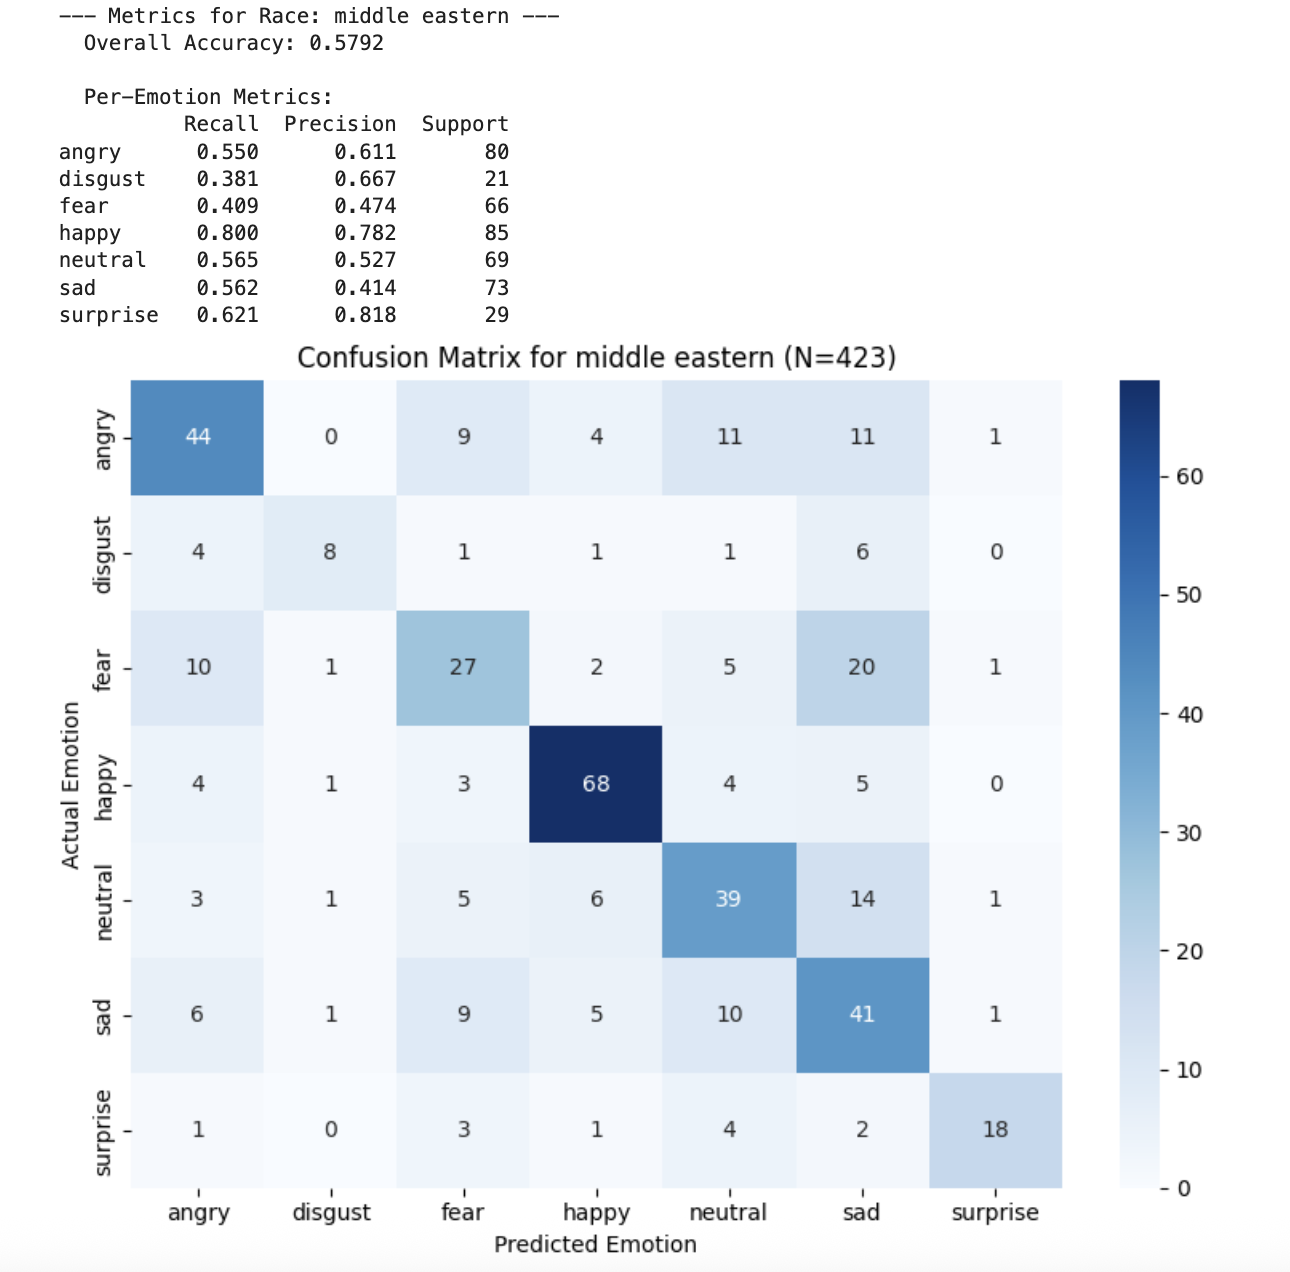 --- Metrics for Race: middle eastern ---
Overall Accuracy: 0.5792
Per-Emotion Metrics:
Recall Precision Support
angry 0.550 0.611 80
disgust 0.381 0.667 21
fear 0.409 0.474 66
happy 0.800 0.782 85
neutral 0.565 0.527 69
sad 0.562 0.414 73
surprise 0.621 0.818 29
Confusion Matrix for middle eastern (N=423)
angry 44 0 9 4 11 11 1
disgust 4 8 1 1 1 6 0
fear 10 1 27 2 5 20 1
happy 4 1 3 68 4 5 0
neutral 3 1 5 6 39 14 1
sad 6 1 9 5 10 41 1
surprise 1 0 3 1 4 2 18
angry disgust fear happy neutral sad surprise
Predicted Emotion
Actual Emotion
60
50
40
30
20
10
0